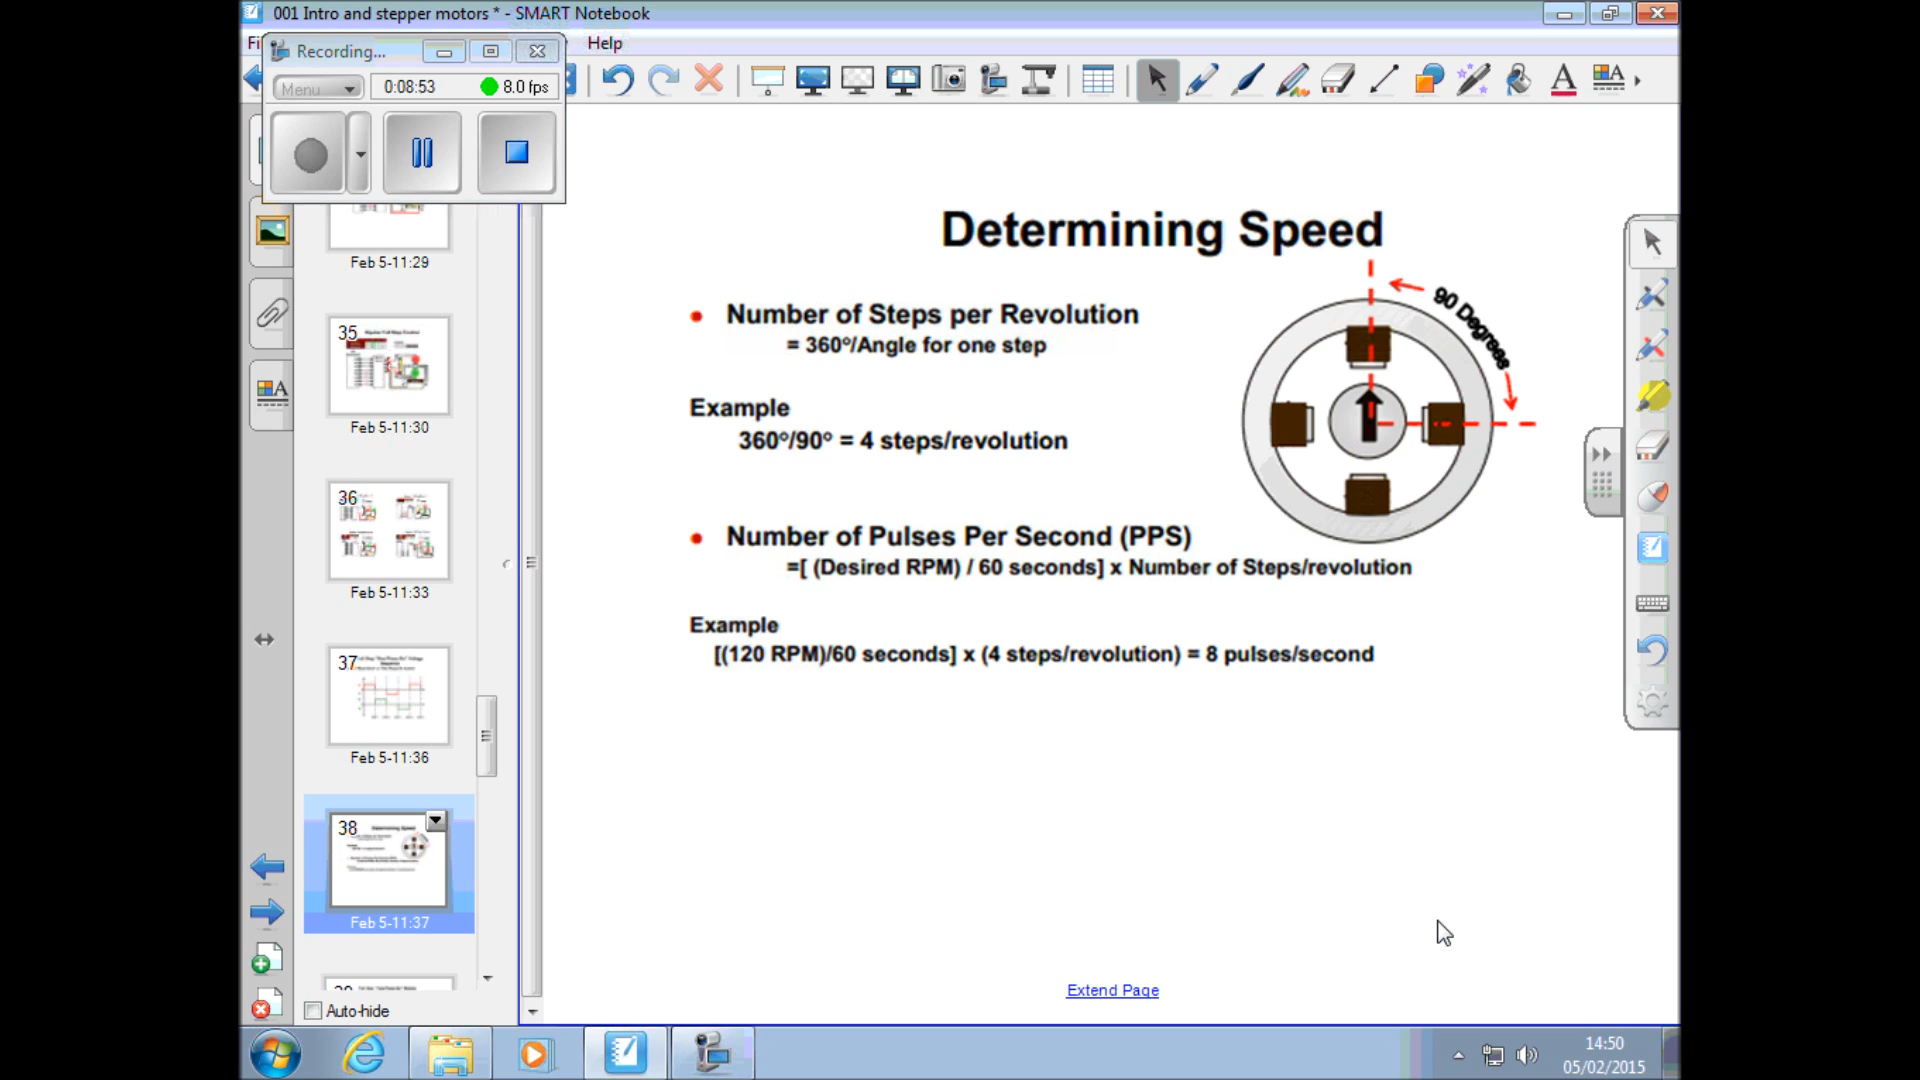 001 Intro and stepper motors * - SMART Notebook
Fi
Help
Recording...
Menu
0:08:53
8.0 fps
Feb 5-11:29
35
Feb 5-11:30
36
Feb 5-11:33
37
Feb 5-11:36
38
Determining Speed
Feb 5-11:37
Auto-hide
Determining Speed
• Number of Steps per Revolution
= 360°/Angle for one step
Example
360°/90° = 4 steps/revolution
90 Degrees
• Number of Pulses Per Second (PPS)
=[ (Desired RPM) / 60 seconds] x Number of Steps/revolution
Example
[(120 RPM)/60 seconds] x (4 steps/revolution) = 8 pulses/second
Extend Page
14:50
05/02/2015